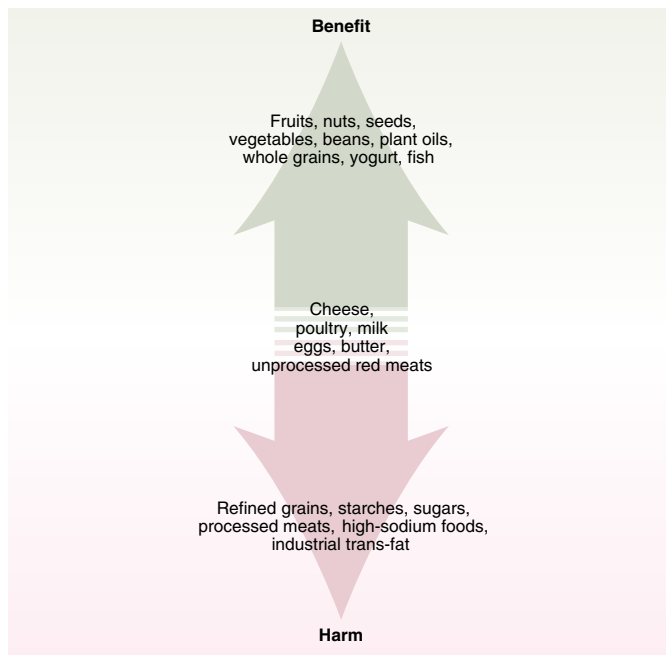 Benefit
Fruits, nuts, seeds,
vegetables, beans, plant oils,
whole grains, yogurt, fish
Cheese,
poultry, milk
eggs, butter,
unprocessed red meats
Refined grains, starches, sugars,
processed meats, high-sodium foods,
industrial trans-fat
Harm